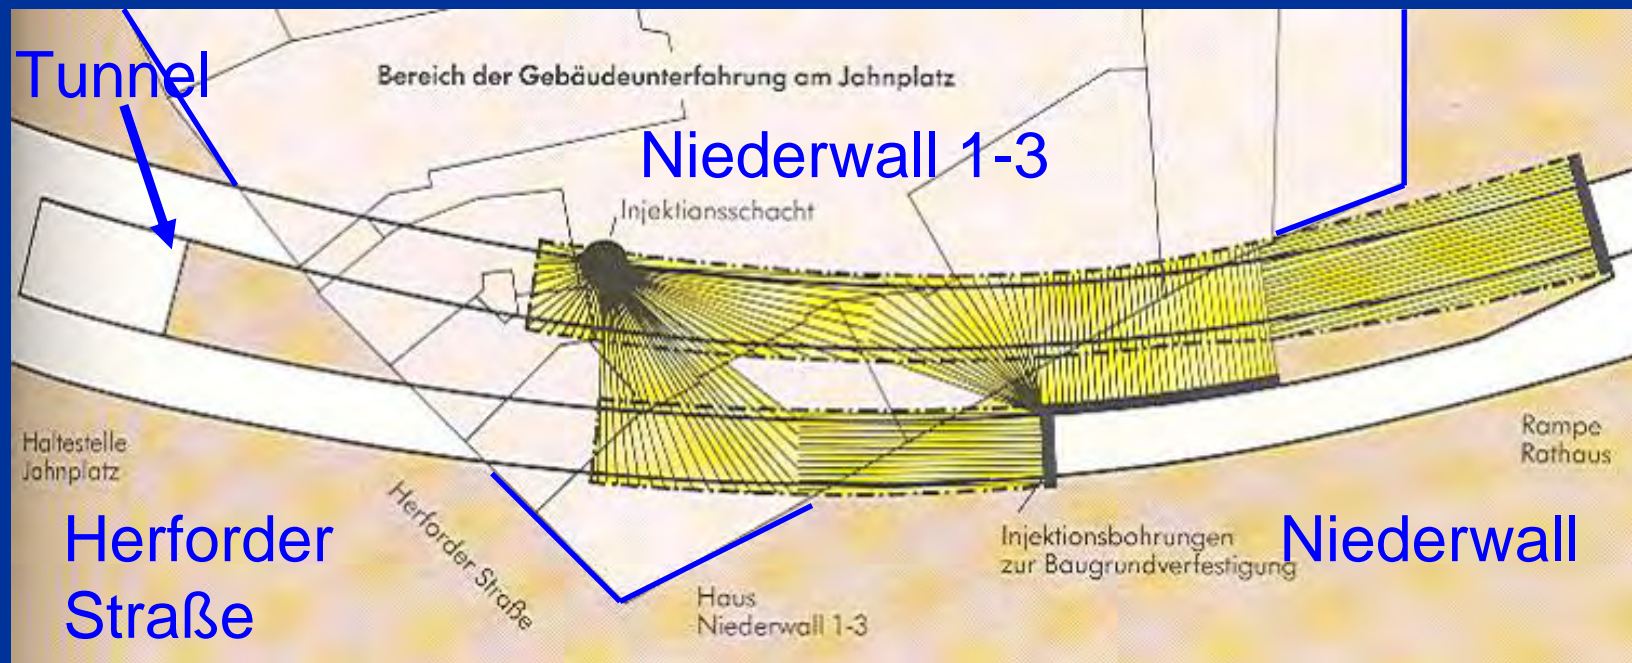 Tunnel
Bereich der Gebäudeunterfahrung am Jahnplatz
Niederwall 1-3
Injektionsschacht
Haltestelle
Jahnplatz
Rampe
Rathaus
Herforder Straße
Herforder
Straße
Injektionsbohrungen
zur Baugrundverfestigung
Niederwall
Haus
Niederwall 1-3